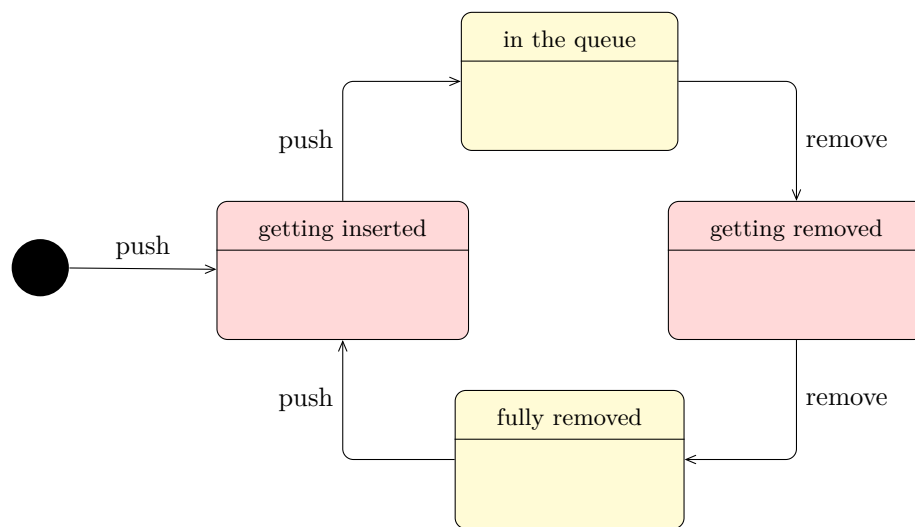 in the queue
push
remove
getting inserted
getting removed
push
push
remove
fully removed